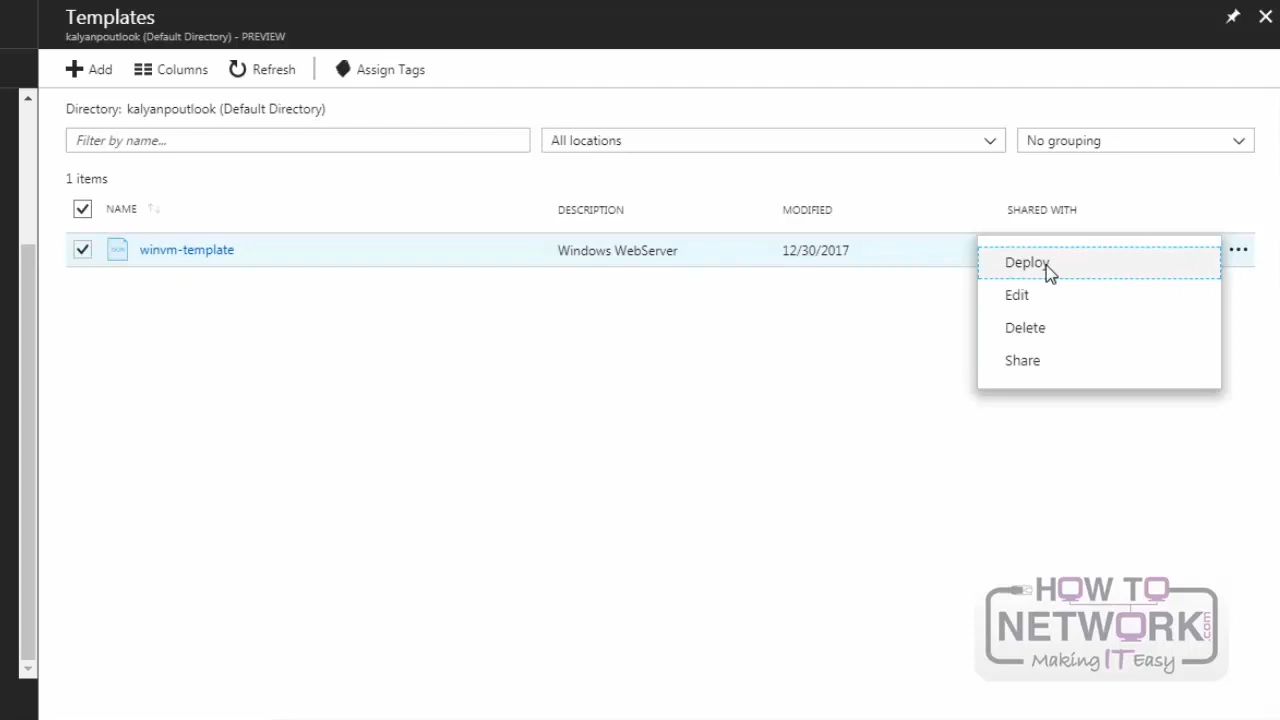 Templates
kalyanpoutlook (Default Directory) - PREVIEW
Add Columns Refresh Assign Tags
Directory: kalyanpoutlook (Default Directory)
Filter by name... All locations No grouping
1 items
NAME DESCRIPTION MODIFIED SHARED WITH
winvm-template Windows WebServer 12/30/2017
Deploy
Edit
Delete
Share
HOW TO
NETWORK.com
Making IT Easy